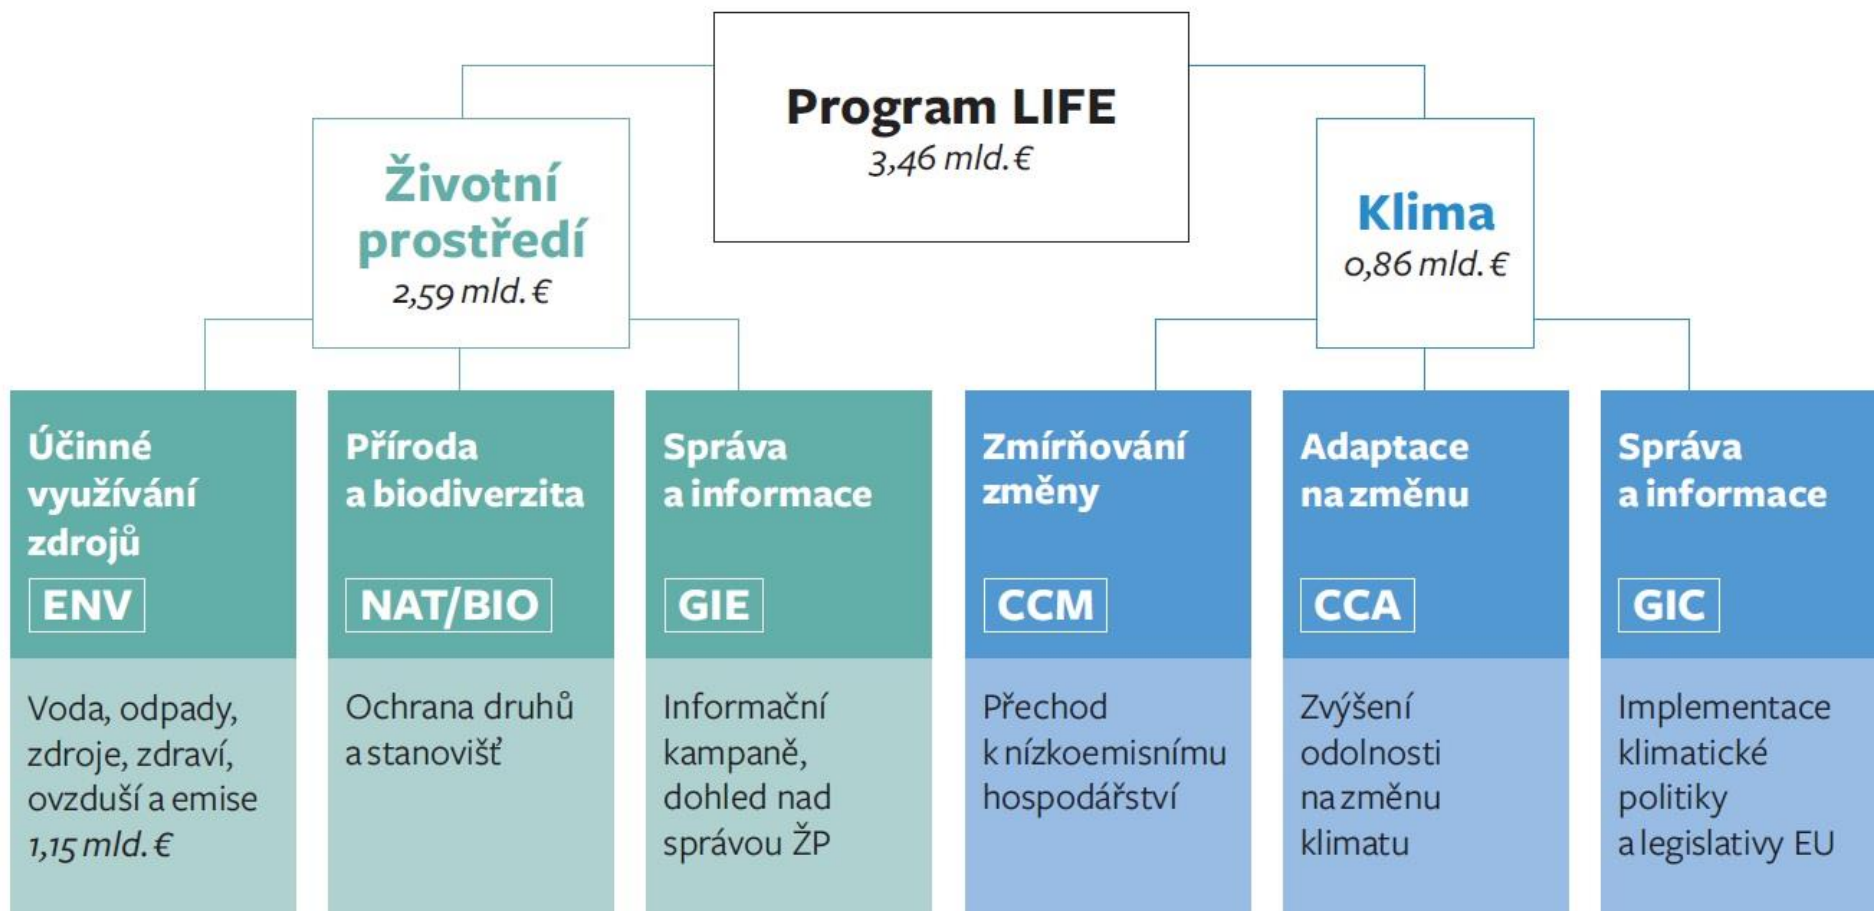 Program LIFE
3,46 mld. €
Životní
prostředí
2,59 mld. €
Klima
0,86 mld. €
Účinné
využívání
zdrojů
ENV
Voda, odpady,
zdroje, zdraví,
ovzduší a emise
1,15 mld. €
Příroda
a biodiverzita
NAT/BIO
Ochrana druhů
a stanovišť
Správa
a informace
GIE
Informační
kampaně,
dohled nad
správou ŽP
Zmírňování
změny
CCM
Přechod
k nízkoemisnímu
hospodářství
Adaptace
na změnu
CCA
Zvýšení
odolnosti
na změnu
klimatu
Správa
a informace
GIC
Implementace
klimatické
politiky
a legislativy EU